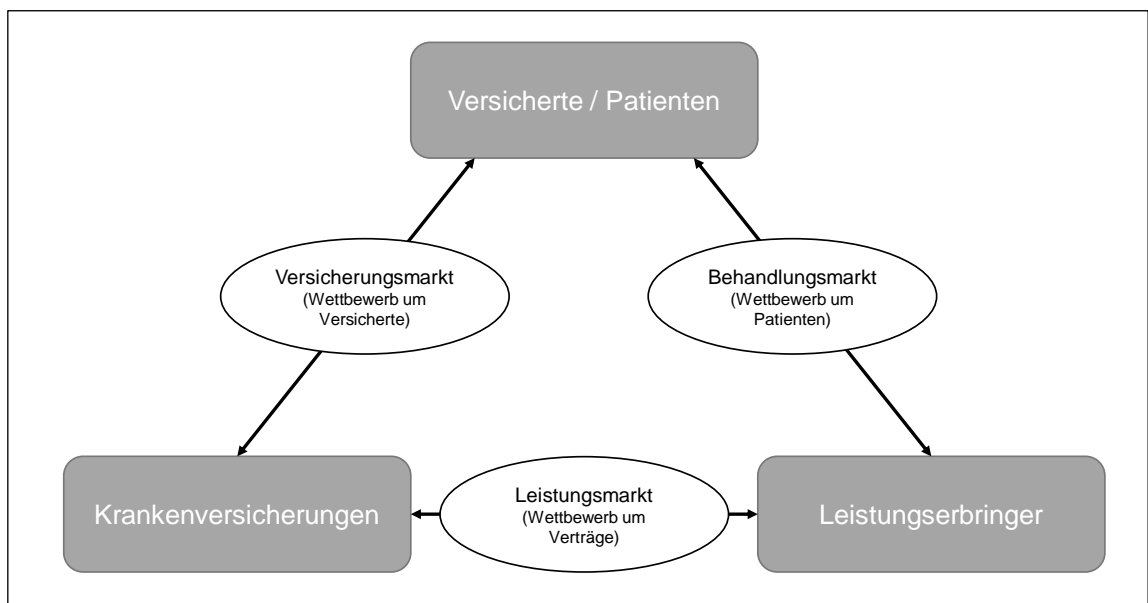 Versicherte / Patienten
Versicherungsmarkt
(Wettbewerb um
Versicherte)
Behandlungsmarkt
(Wettbewerb um
Patienten)
Krankenversicherungen
Leistungsmarkt
(Wettbewerb um
Verträge)
Leistungserbringer